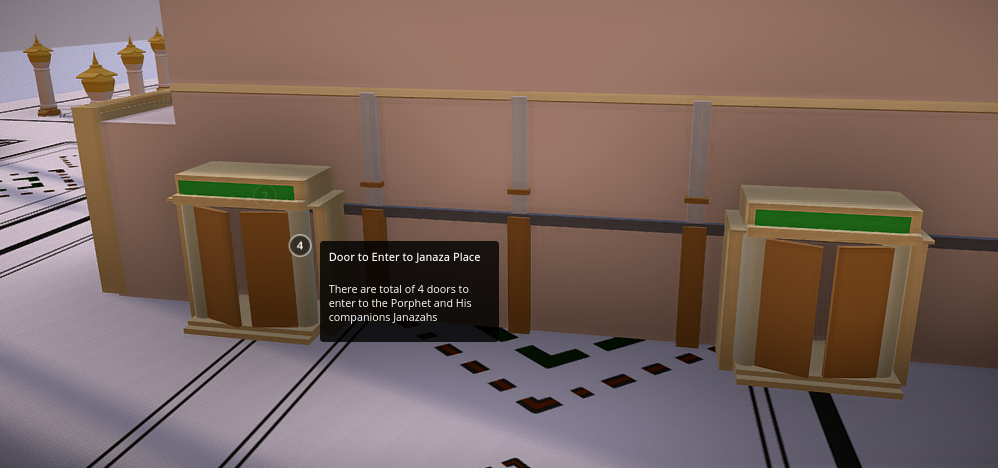 2
4
Door to Enter to Janaza Place
There are total of 4 doors to
enter to the Porphet and His
companions Janazahs